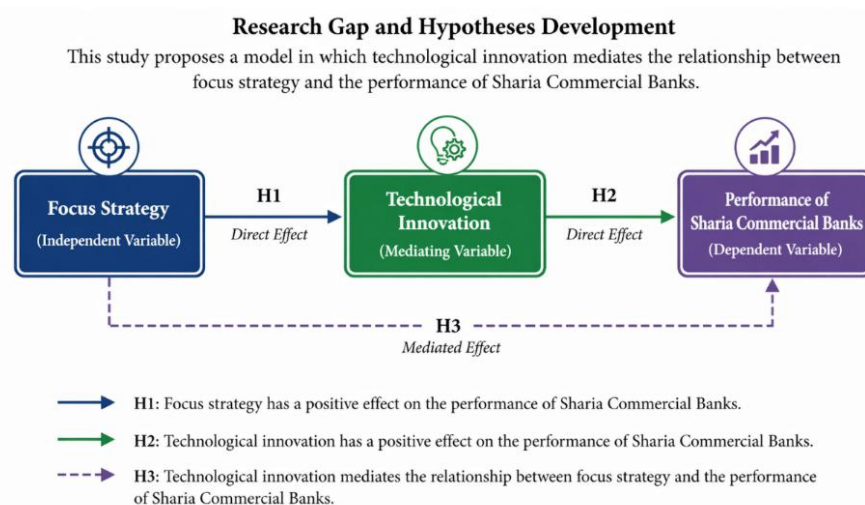 Research Gap and Hypotheses Development
This study proposes a model in which technological innovation mediates the relationship between
focus strategy and the performance of Sharia Commercial Banks.
Focus Strategy
(Independent Variable)
H1
Direct Effect
Technological
Innovation
(Mediating Variable)
H2
Direct Effect
Performance of
Sharia Commercial Banks
(Dependent Variable)
H3
Mediated Effect
H1: Focus strategy has a positive effect on the performance of Sharia Commercial Banks.
H2: Technological innovation has a positive effect on the performance of Sharia Commercial Banks.
H3: Technological innovation mediates the relationship between focus strategy and the performance
of Sharia Commercial Banks.